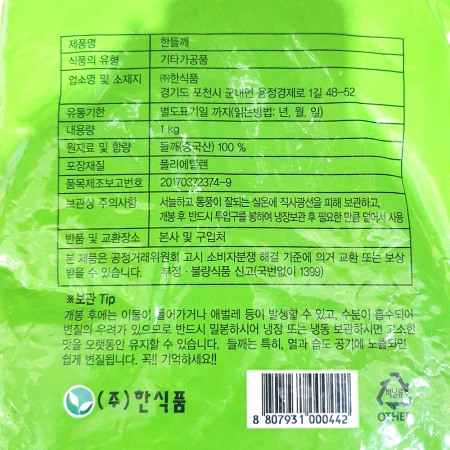 제품명 한들깨
식품의 유형 기타가공품
업소명 및 소재지 ㈜한식품
경기도 포천시 군내면 용정경제로 1길 48-52
유통기한 별도표기일 까지(읽는방법: 년, 월, 일)
내용량 1 kg
원재료 및 함량 들깨(중국산) 100 %
포장재질 폴리에틸렌
품목제조보고번호 20170372374-9
보관상 주의사항 서늘하고 통풍이 잘되는 실온에 직사광선을 피해 보관하고,
개봉 후 반드시 투입구를 봉하여 냉장보관 후 필요한 만큼 덜어서 사용
반품 및 교환장소 본사 및 구입처
본 제품은 공정거래위원회 고시 소비자분쟁 해결 기준에 의거 교환 또는 보상
받을 수 있습니다. 부정·불량식품 신고(국번없이 1399)
※보관 Tip
개봉 후에는 이물이 들어가거나 애벌레 등이 발생할 수 있고, 수분이 흡수되어
변질의 우려가 있으므로 반드시 밀봉하시어 냉장 또는 냉동 보관하시면 고소한
맛을 오랫동안 유지할 수 있습니다. 들깨는 특히, 열과 습도 공기에 노출되면
쉽게 변질됩니다. 꼭!! 기억하세요!!
(주)한식품
8 807931 000442
비닐류
OTHER